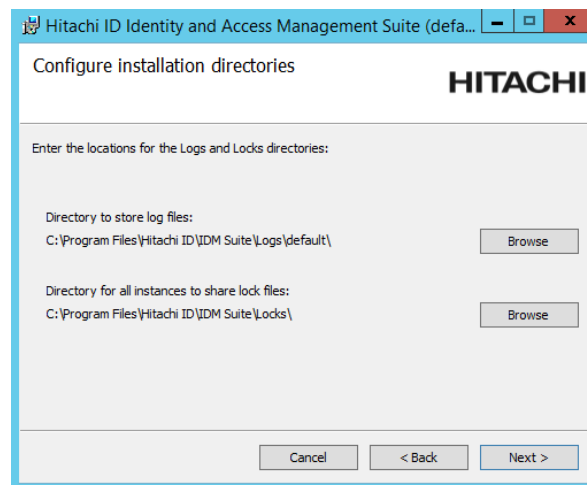 Hitachi ID Identity and Access Management Suite (defa...
Configure installation directories
HITACHI
Enter the locations for the Logs and Locks directories:
Directory to store log files:
C:\Program Files\Hitachi ID\IDM Suite\Logs\default\
Browse
Directory for all instances to share lock files:
C:\Program Files\Hitachi ID\IDM Suite\Locks\
Browse
Cancel
< Back
Next >